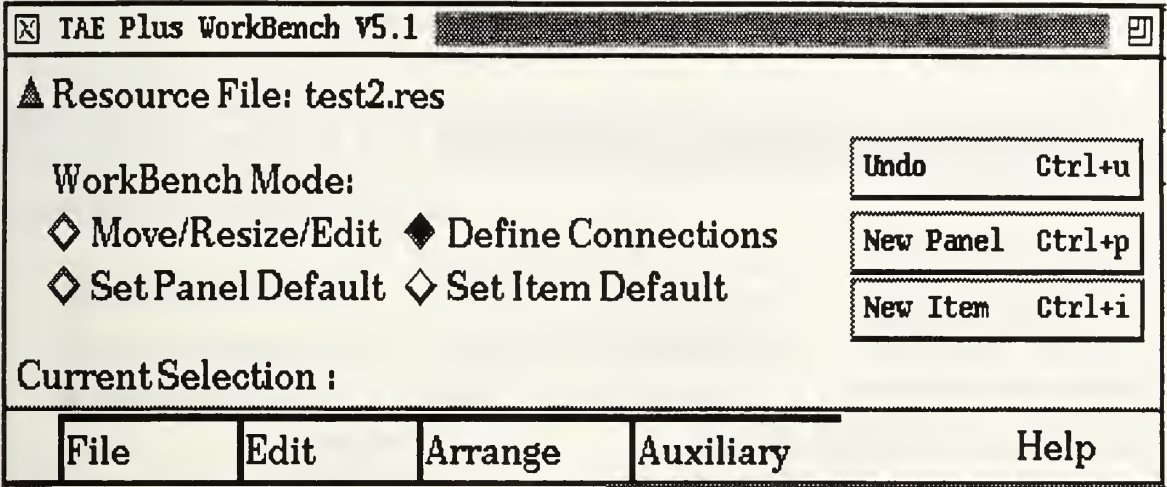 TAE Plus WorkBench V5.1
Resource File: test2.res
WorkBench Mode:
Undo Ctrl+u
Move/Resize/Edit Define Connections
New Panel Ctrl+p
Set Panel Default Set Item Default
New Item Ctrl+i
Current Selection :
File Edit Arrange Auxiliary Help